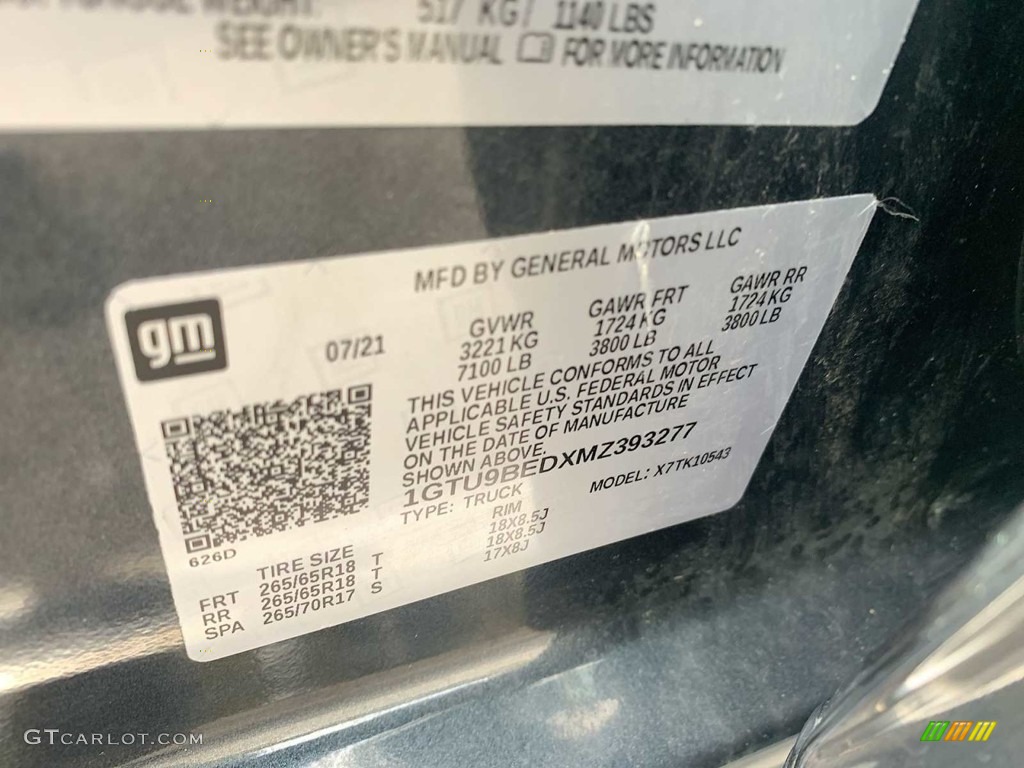 517 KG / 1140 LBS
SEE OWNER'S MANUAL FOR MORE INFORMATION
MFD BY GENERAL MOTORS LLC
gm
07/21
GVWR GAWR FRT GAWR RR
3221 KG 1724 KG 1724 KG
7100 LB 3800 LB 3800 LB
THIS VEHICLE CONFORMS TO ALL
APPLICABLE U.S. FEDERAL MOTOR
VEHICLE SAFETY STANDARDS IN EFFECT
ON THE DATE OF MANUFACTURE
SHOWN ABOVE.
1GTU9BEDXMZ393277
TYPE: TRUCK MODEL: X7TK10543
626D
TIRE SIZE RIM
FRT 265/65R18 T 18X8.5J
RR 265/65R18 T 18X8.5J
SPA 265/70R17 S 17X8J
GTCARLOT.COM